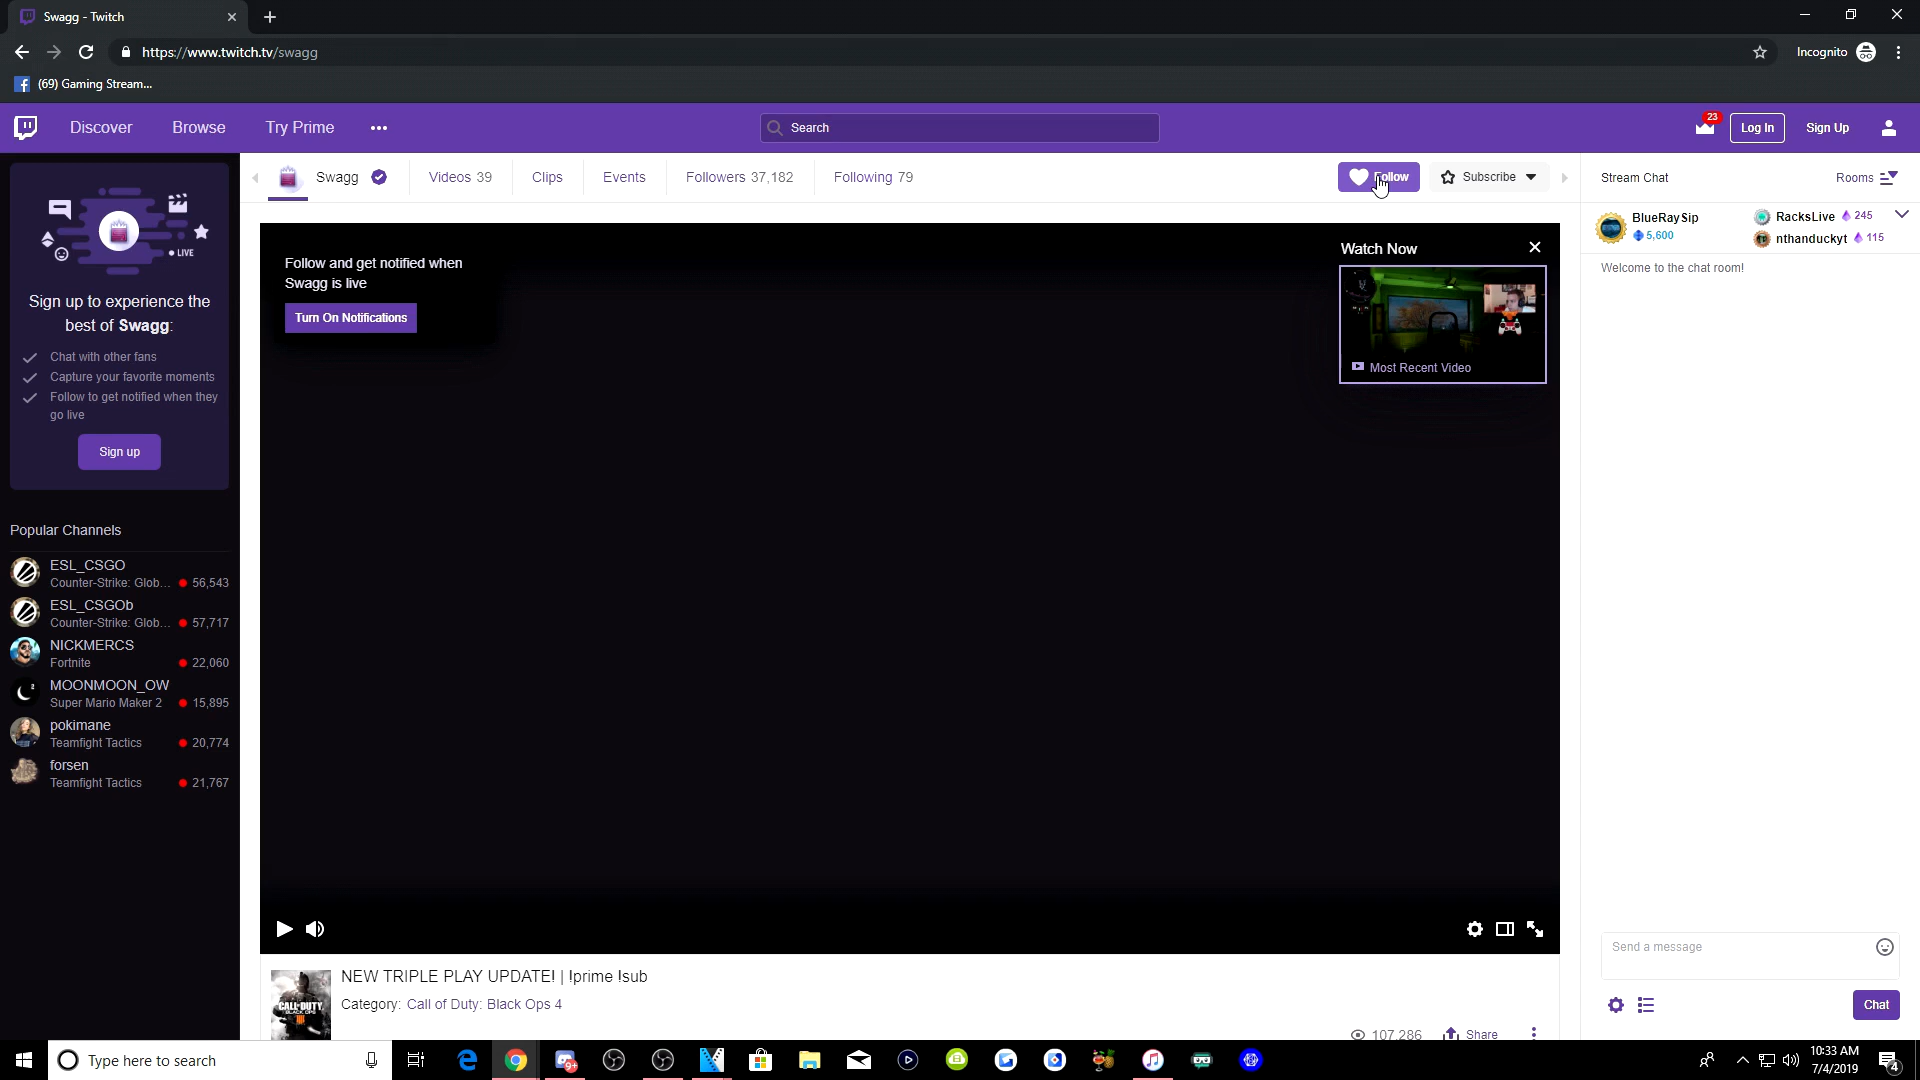 Swagg - Twitch
https://www.twitch.tv/swagg
Incognito
(69) Gaming Stream...
Discover
Browse
Try Prime
Search
23
Log In
Sign Up
Swagg
Videos 39
Clips
Events
Followers 37,182
Following 79
Follow
Subscribe
Stream Chat
Rooms
BlueRaySip
5,600
RacksLive 245
nthanduckyt 115
Welcome to the chat room!
LIVE
Sign up to experience the
best of Swagg:
Chat with other fans
Capture your favorite moments
Follow to get notified when they
go live
Sign up
Popular Channels
ESL_CSGO
Counter-Strike: Glob... 56,543
ESL_CSGOb
Counter-Strike: Glob... 57,717
NICKMERCS
Fortnite 22,060
MOONMOON_OW
Super Mario Maker 2 15,895
pokimane
Teamfight Tactics 20,774
forsen
Teamfight Tactics 21,767
Follow and get notified when
Swagg is live
Turn On Notifications
Watch Now
Most Recent Video
NEW TRIPLE PLAY UPDATE! | !prime !sub
Category: Call of Duty: Black Ops 4
CALL DUTY
BLACK OPS
107,286
Share
Send a message
Chat
Type here to search
9+
10:33 AM
7/4/2019
4